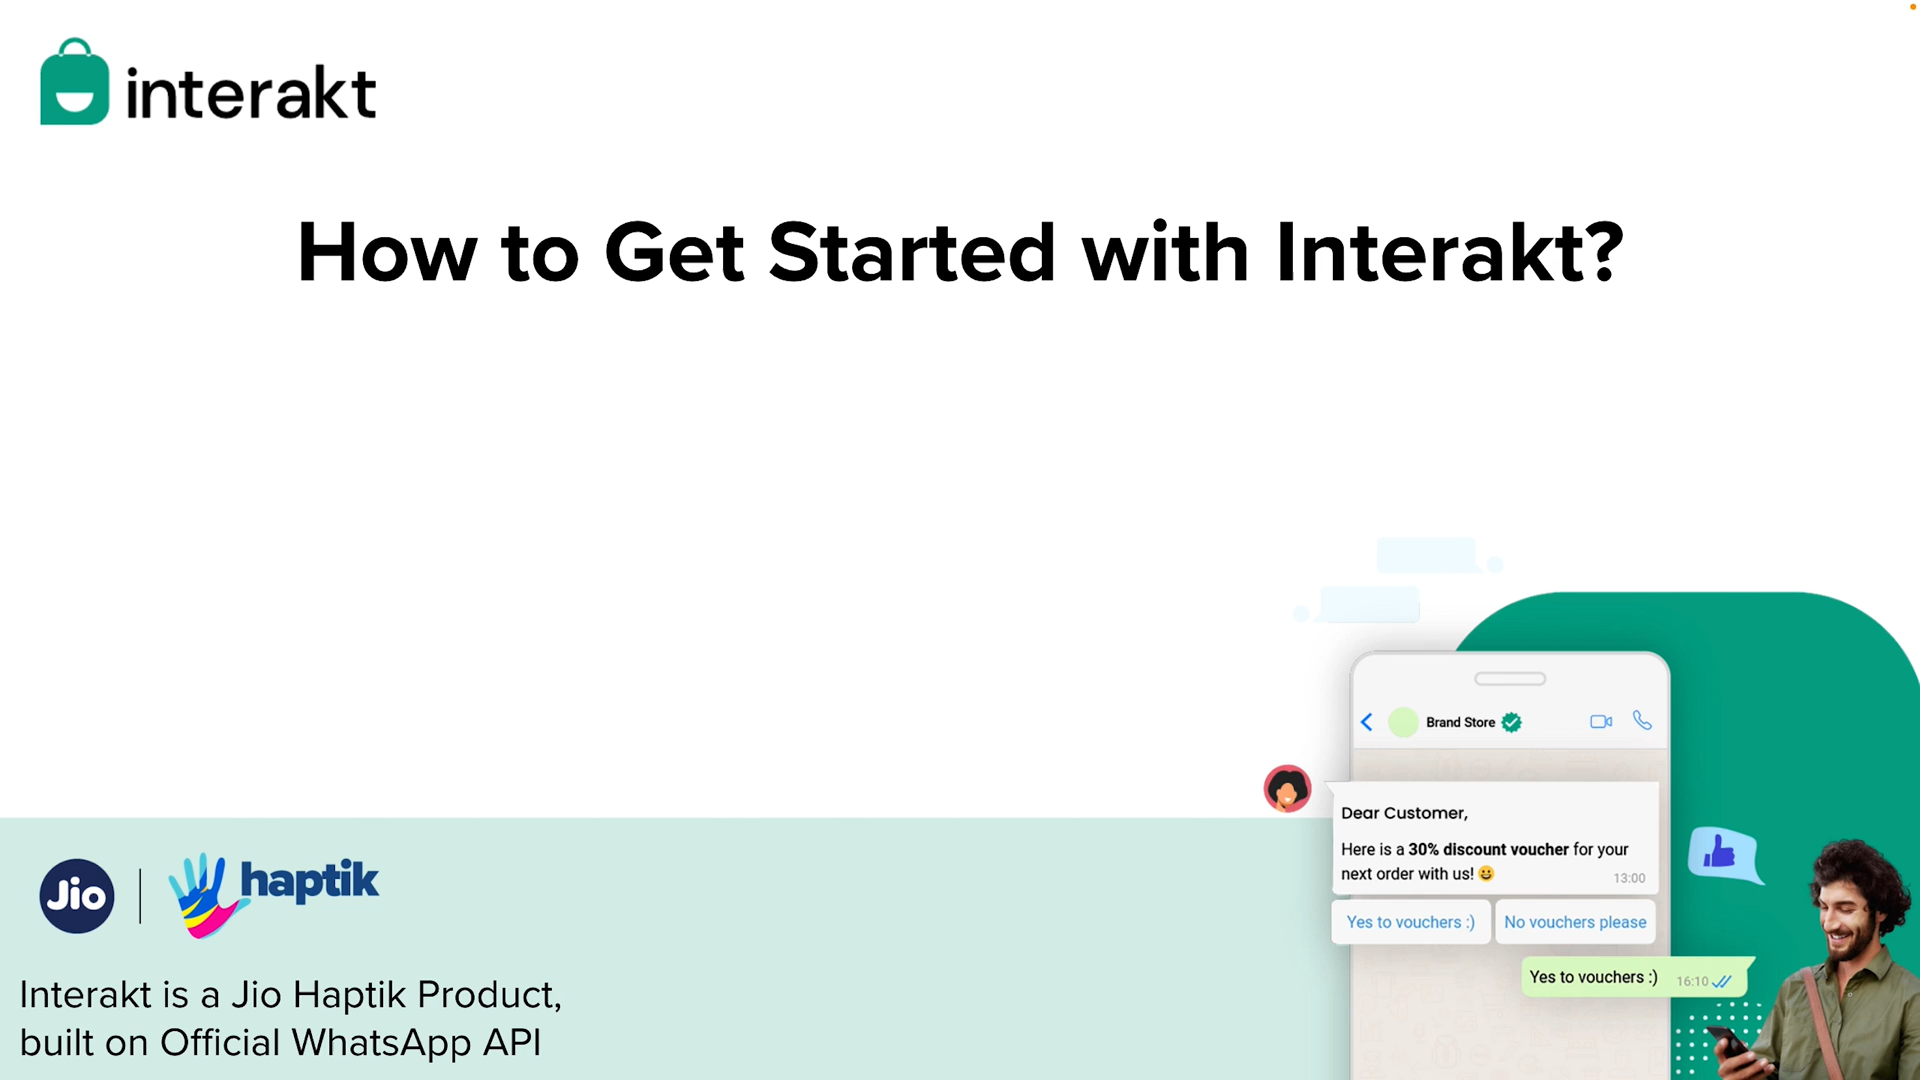 interakt
How to Get Started with Interakt?
Brand Store
Dear Customer,
Here is a 30% discount voucher for your
next order with us! 😀
13:00
Yes to vouchers :)
No vouchers please
Yes to vouchers :)
16:10
Jio
haptik
Interakt is a Jio Haptik Product,
built on Official WhatsApp API